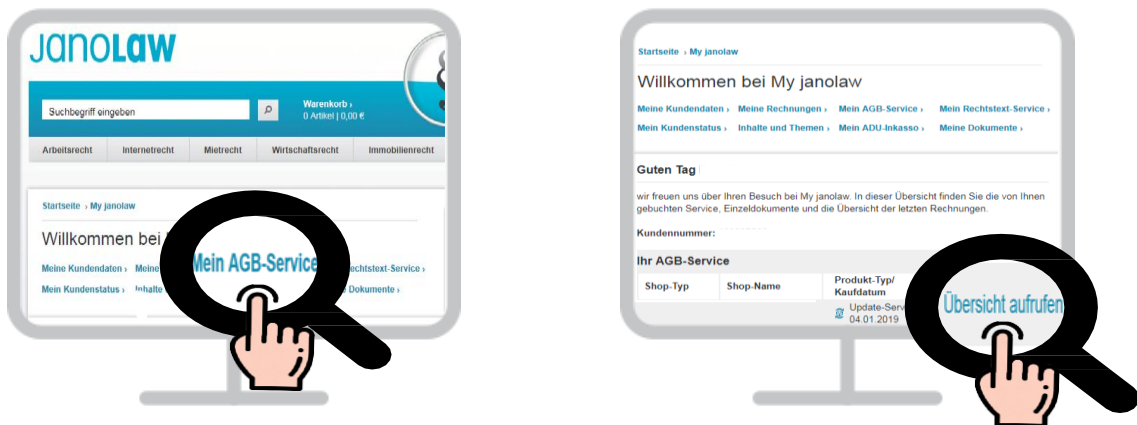 JANOLAW
Suchbegriff eingeben
Warenkorb ›
0 Artikel | 0,00 €
Arbeitsrecht Internetrecht Mietrecht Wirtschaftsrecht Immobilienrecht
Startseite › My janolaw
Willkommen bei
Meine Kundendaten › Meine echtstext-Service ›
Mein AGB-Service
Mein Kundenstatus › Inhalte Dokumente ›
Startseite › My janolaw
Willkommen bei My janolaw
Meine Kundendaten › Meine Rechnungen › Mein AGB-Service › Mein Rechtstext-Service ›
Mein Kundenstatus › Inhalte und Themen › Mein ADU-Inkasso › Meine Dokumente ›
Guten Tag
wir freuen uns über Ihren Besuch bei My janolaw. In dieser Übersicht finden Sie die von Ihnen
gebuchten Service, Einzeldokumente und die Übersicht der letzten Rechnungen.
Kundennummer:
Ihr AGB-Service
Shop-Typ Shop-Name Produkt-Typ/
Kaufdatum
Update-Serv
04.01.2019
Übersicht aufrufen